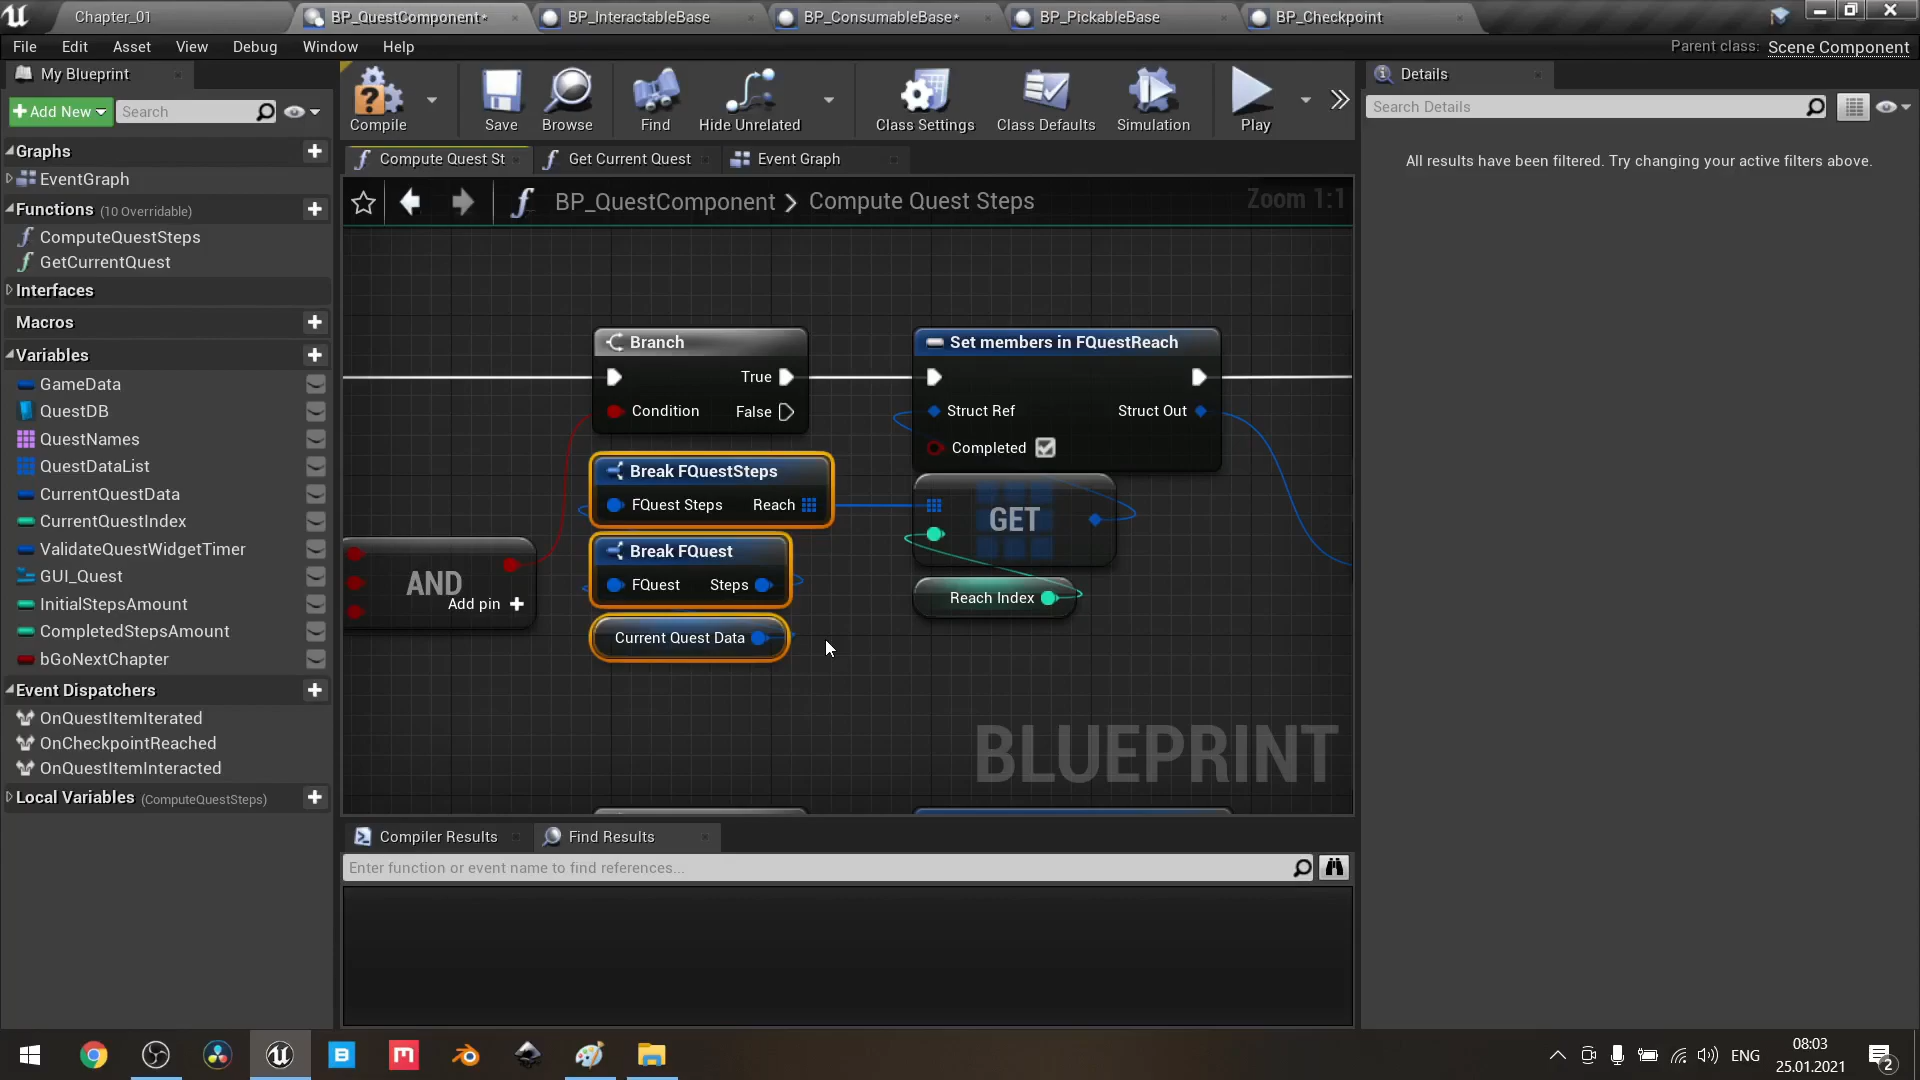 Chapter_01
BP_QuestComponent*
BP_InteractableBase
BP_ConsumableBase*
BP_PickableBase
BP_Checkpoint
File
Edit
Asset
View
Debug
Window
Help
Parent class: Scene Component
My Blueprint
Add New
Search
Compile
Save
Browse
Find
Hide Unrelated
Class Settings
Class Defaults
Simulation
Play
Details
Search Details
All results have been filtered. Try changing your active filters above.
Graphs
EventGraph
Functions (10 Overridable)
ComputeQuestSteps
GetCurrentQuest
Interfaces
Macros
Variables
GameData
QuestDB
QuestNames
QuestDataList
CurrentQuestData
CurrentQuestIndex
ValidateQuestWidgetTimer
GUI_Quest
InitialStepsAmount
CompletedStepsAmount
bGoNextChapter
Event Dispatchers
OnQuestItemIterated
OnCheckpointReached
OnQuestItemInteracted
Local Variables (ComputeQuestSteps)
Compute Quest St
Get Current Quest
Event Graph
BP_QuestComponent > Compute Quest Steps
Zoom 1:1
Branch
True
Condition
False
Set members in FQuestReach
Struct Ref
Struct Out
Completed
Break FQuestSteps
FQuest Steps
Reach
GET
Break FQuest
FQuest
Steps
Reach Index
AND
Add pin
Current Quest Data
BLUEPRINT
Compiler Results
Find Results
Enter function or event name to find references...
ENG
08:03
25.01.2021
2